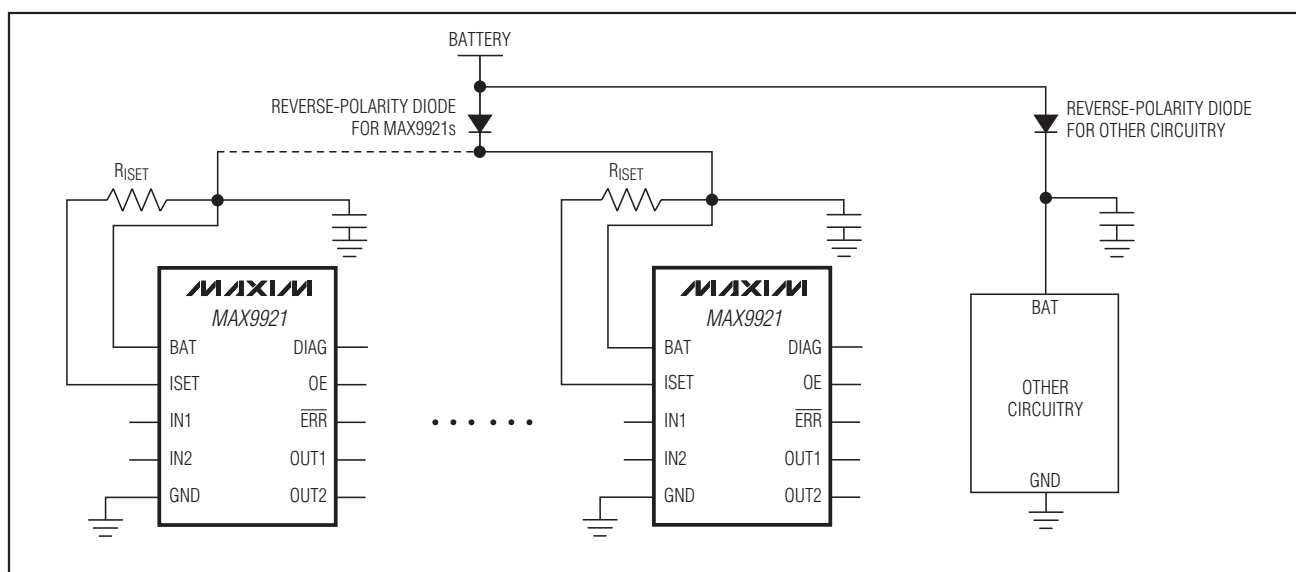 BATTERY
REVERSE-POLARITY DIODE
FOR MAX9921s
REVERSE-POLARITY DIODE
FOR OTHER CIRCUITRY
RISET
RISET
MAXIM
MAX9921
BAT
DIAG
ISET
OE
IN1
ERR
IN2
OUT1
GND
OUT2
MAXIM
MAX9921
BAT
DIAG
ISET
OE
IN1
ERR
IN2
OUT1
GND
OUT2
BAT
OTHER
CIRCUITRY
GND